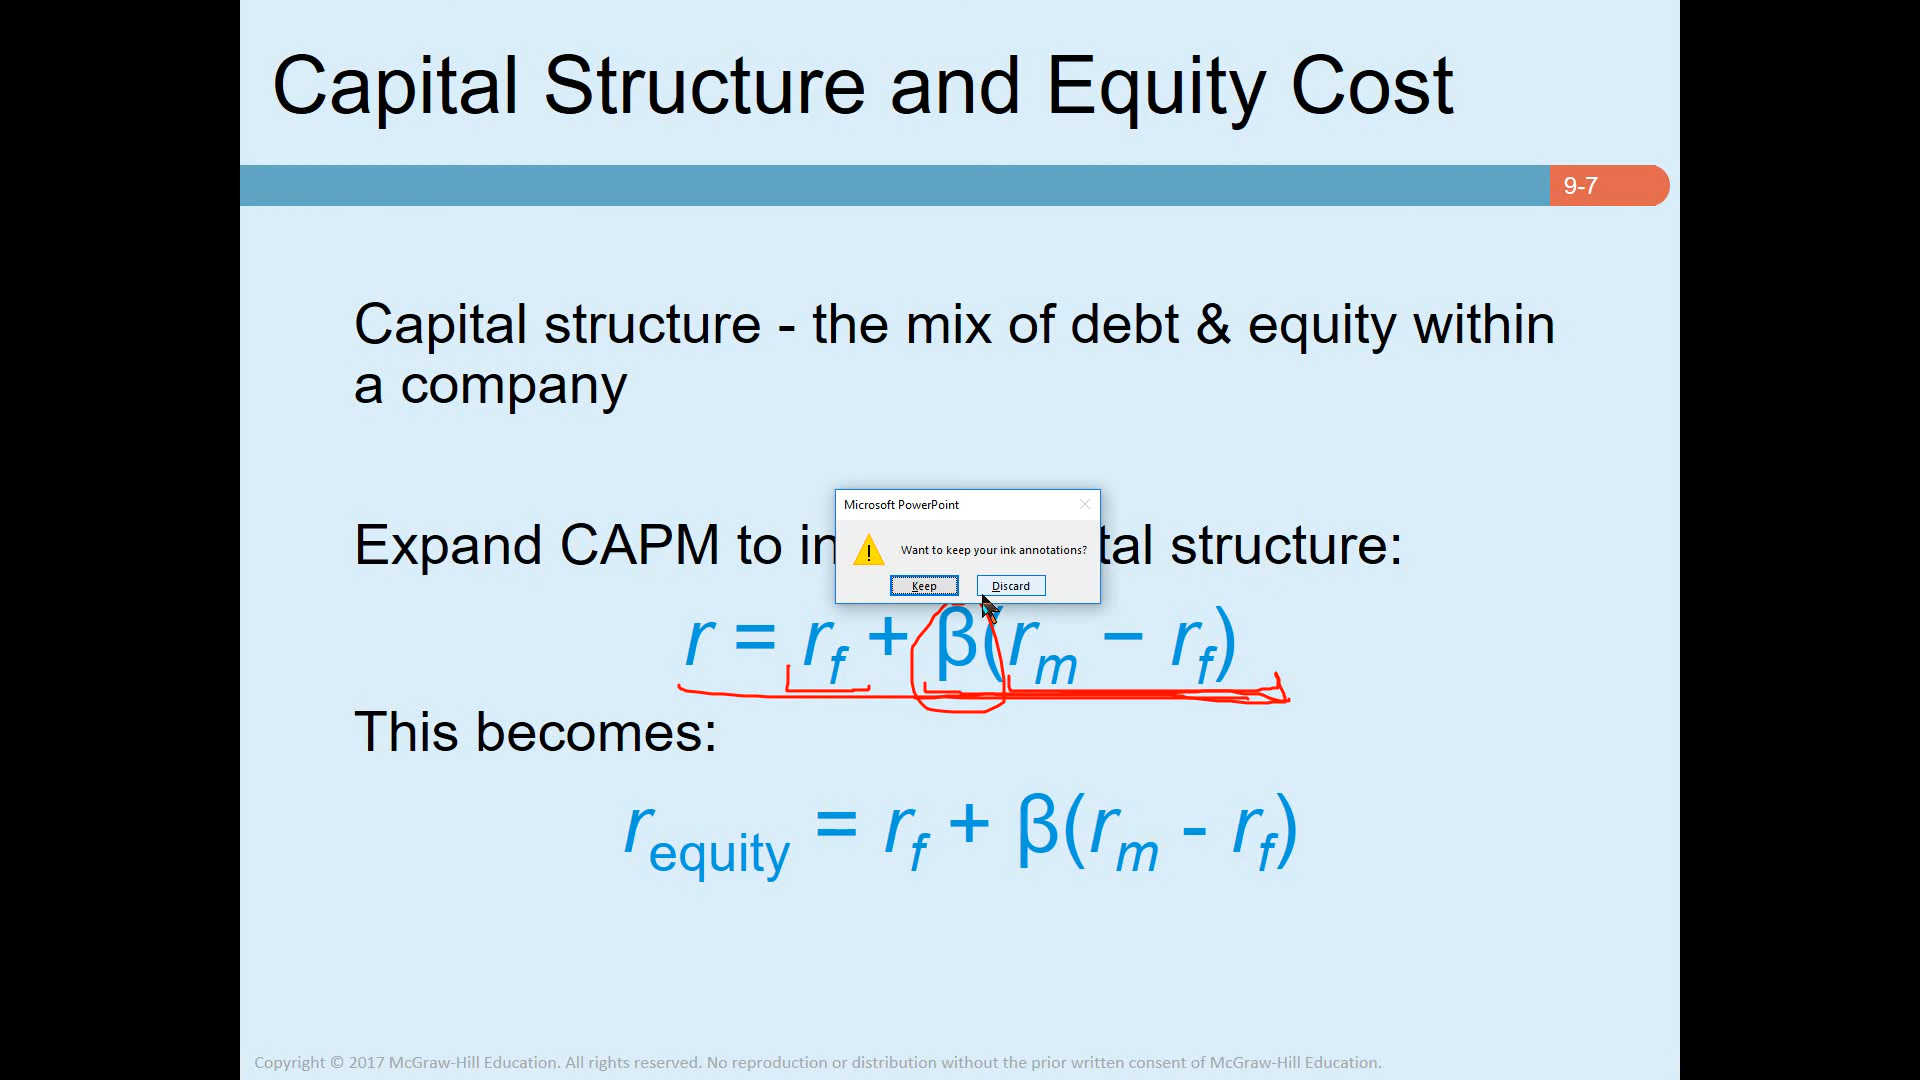 Capital Structure and Equity Cost
9-7
Capital structure - the mix of debt & equity within
a company
Microsoft PowerPoint
Want to keep your ink annotations?
Keep Discard
Expand CAPM to in tal structure:
r = r_f + β(r_m − r_f)
This becomes:
r_equity = r_f + β(r_m - r_f)
Copyright © 2017 McGraw-Hill Education. All rights reserved. No reproduction or distribution without the prior written consent of McGraw-Hill Education.